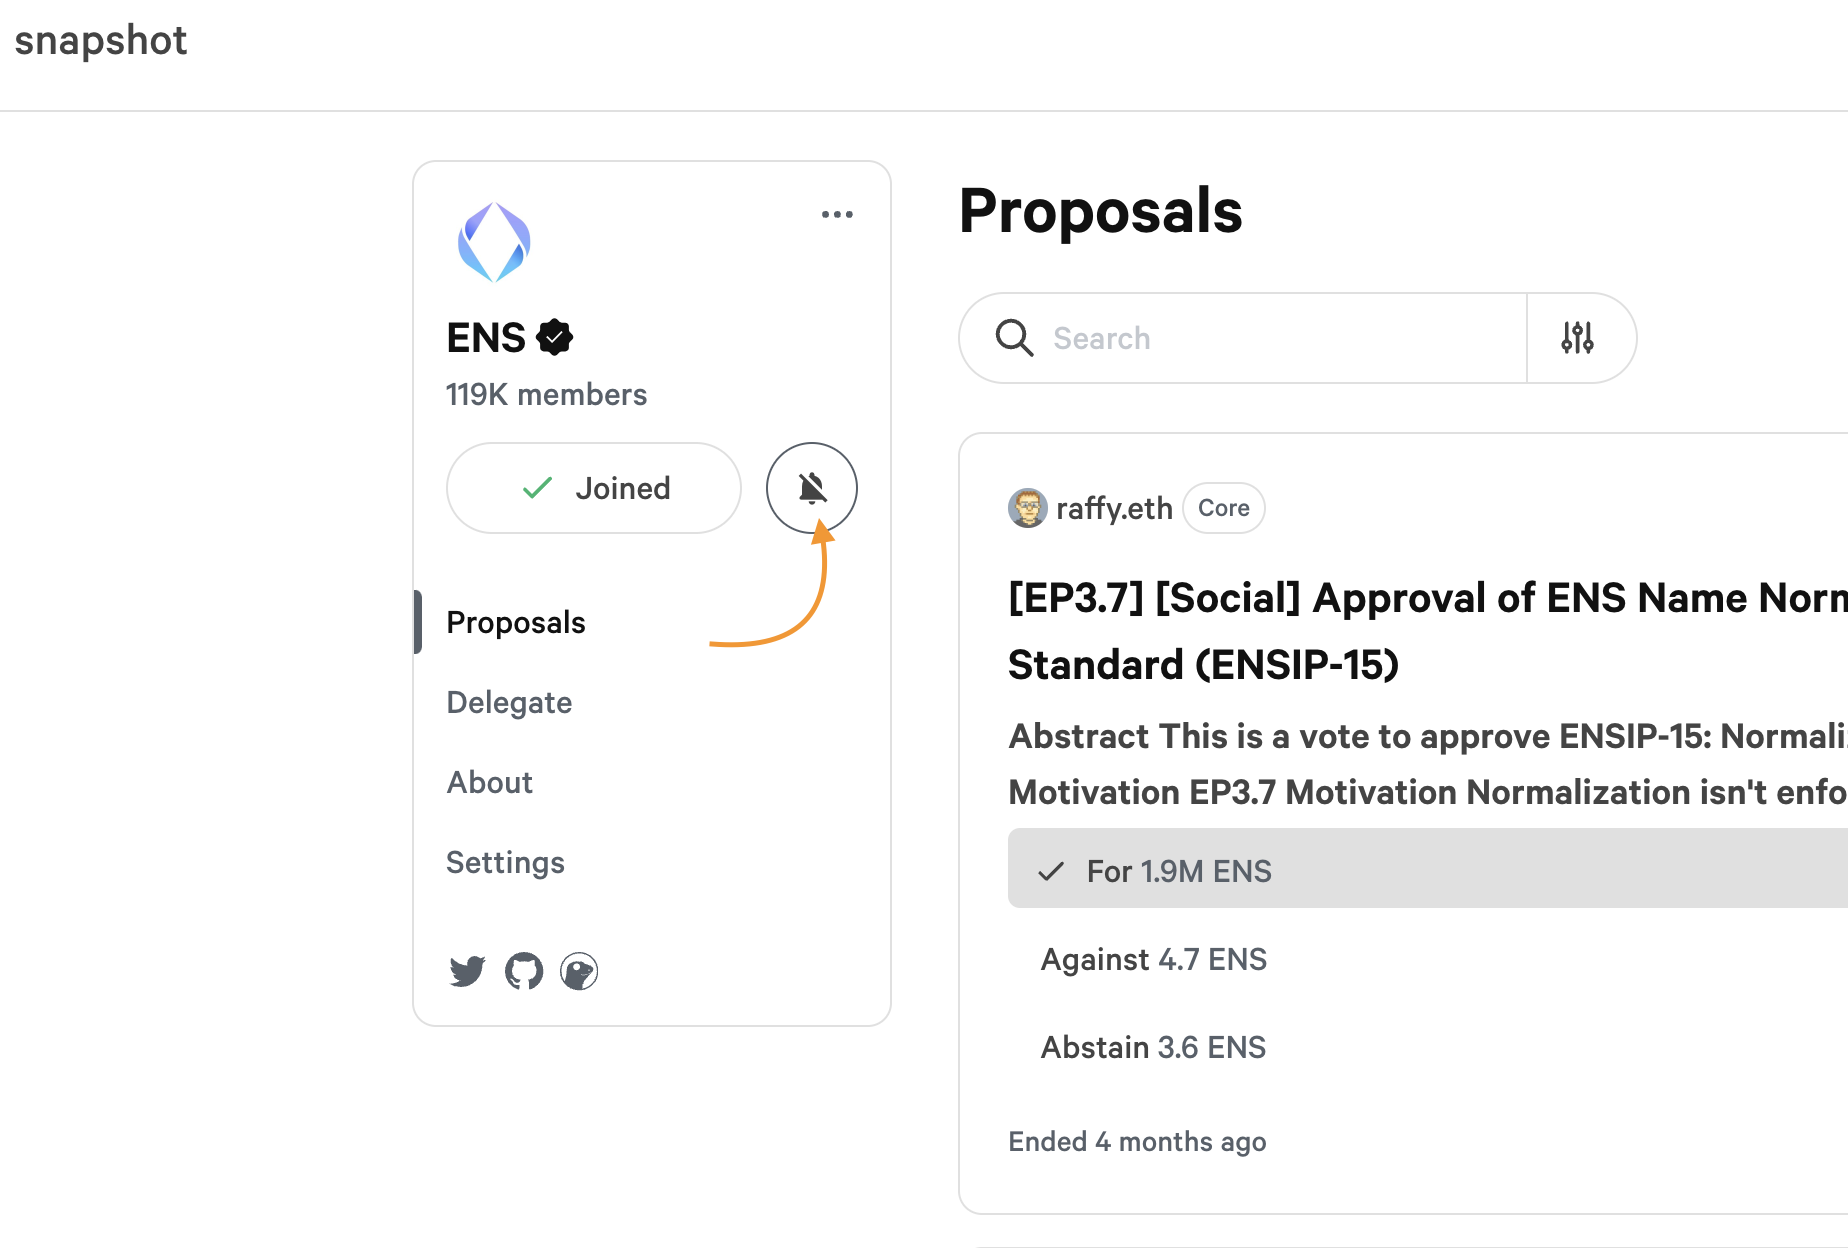 snapshot
ENS
119K members
Joined
Proposals
Delegate
About
Settings
Proposals
Search
raffy.eth Core
[EP3.7] [Social] Approval of ENS Name Norm
Standard (ENSIP-15)
Abstract This is a vote to approve ENSIP-15: Normali
Motivation EP3.7 Motivation Normalization isn't enfo
For 1.9M ENS
Against 4.7 ENS
Abstain 3.6 ENS
Ended 4 months ago